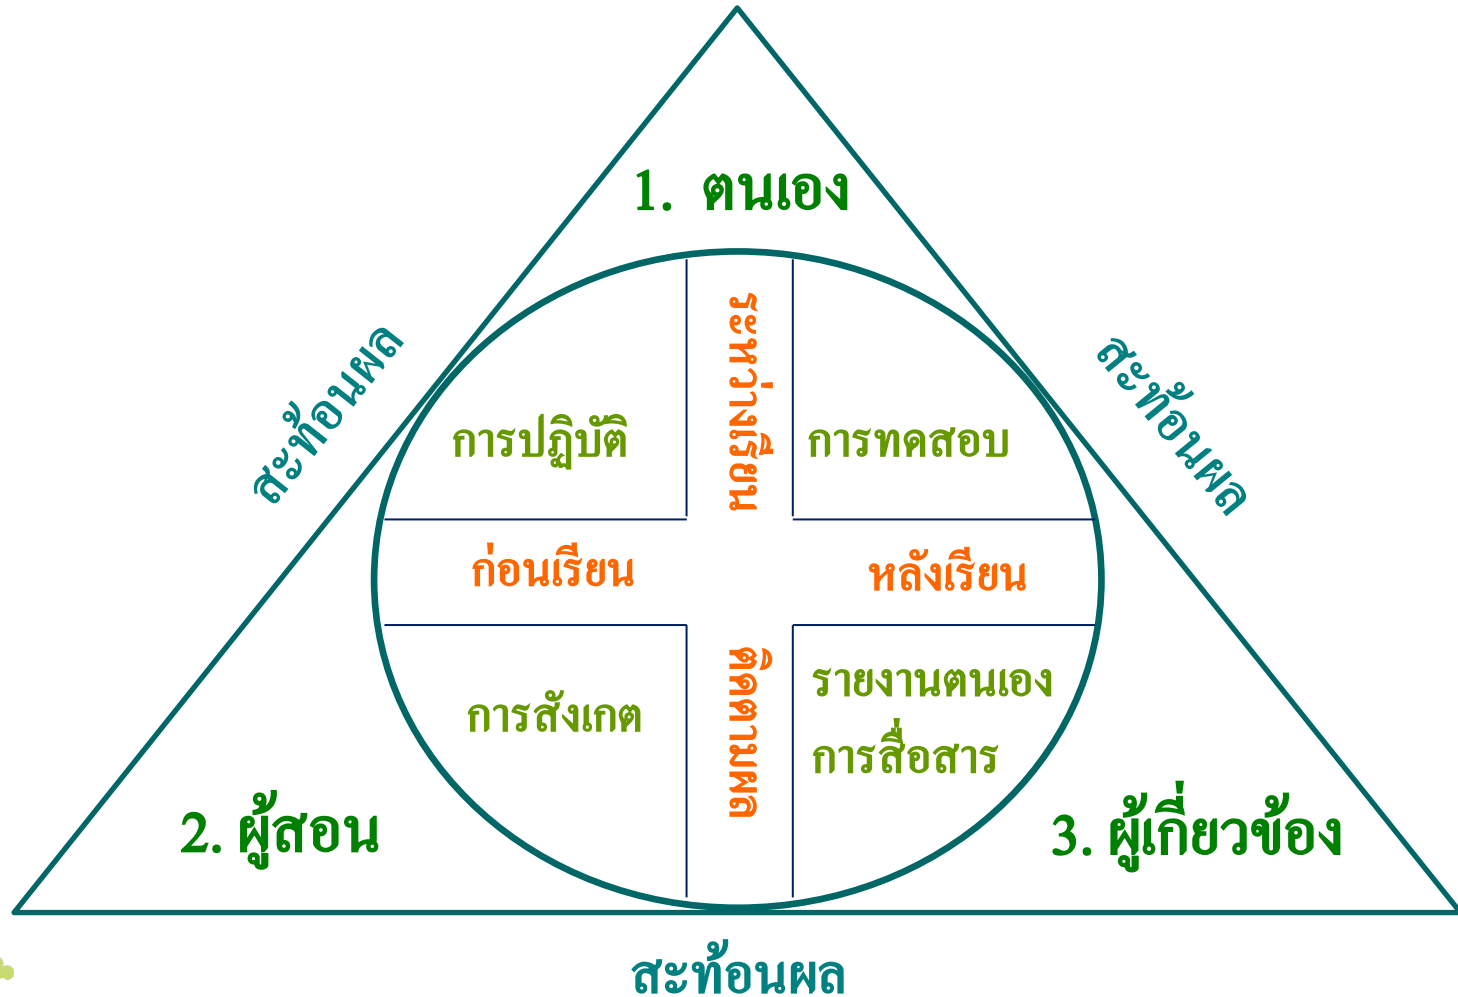 1. ตนเอง
สะท้อนผล
สะท้อนผล
ระหว่างเรียน
การปฏิบัติ
การทดสอบ
ก่อนเรียน
หลังเรียน
การสังเกต
ติดตามผล
รายงานตนเอง
การสื่อสาร
2. ผู้สอน
3. ผู้เกี่ยวข้อง
สะท้อนผล